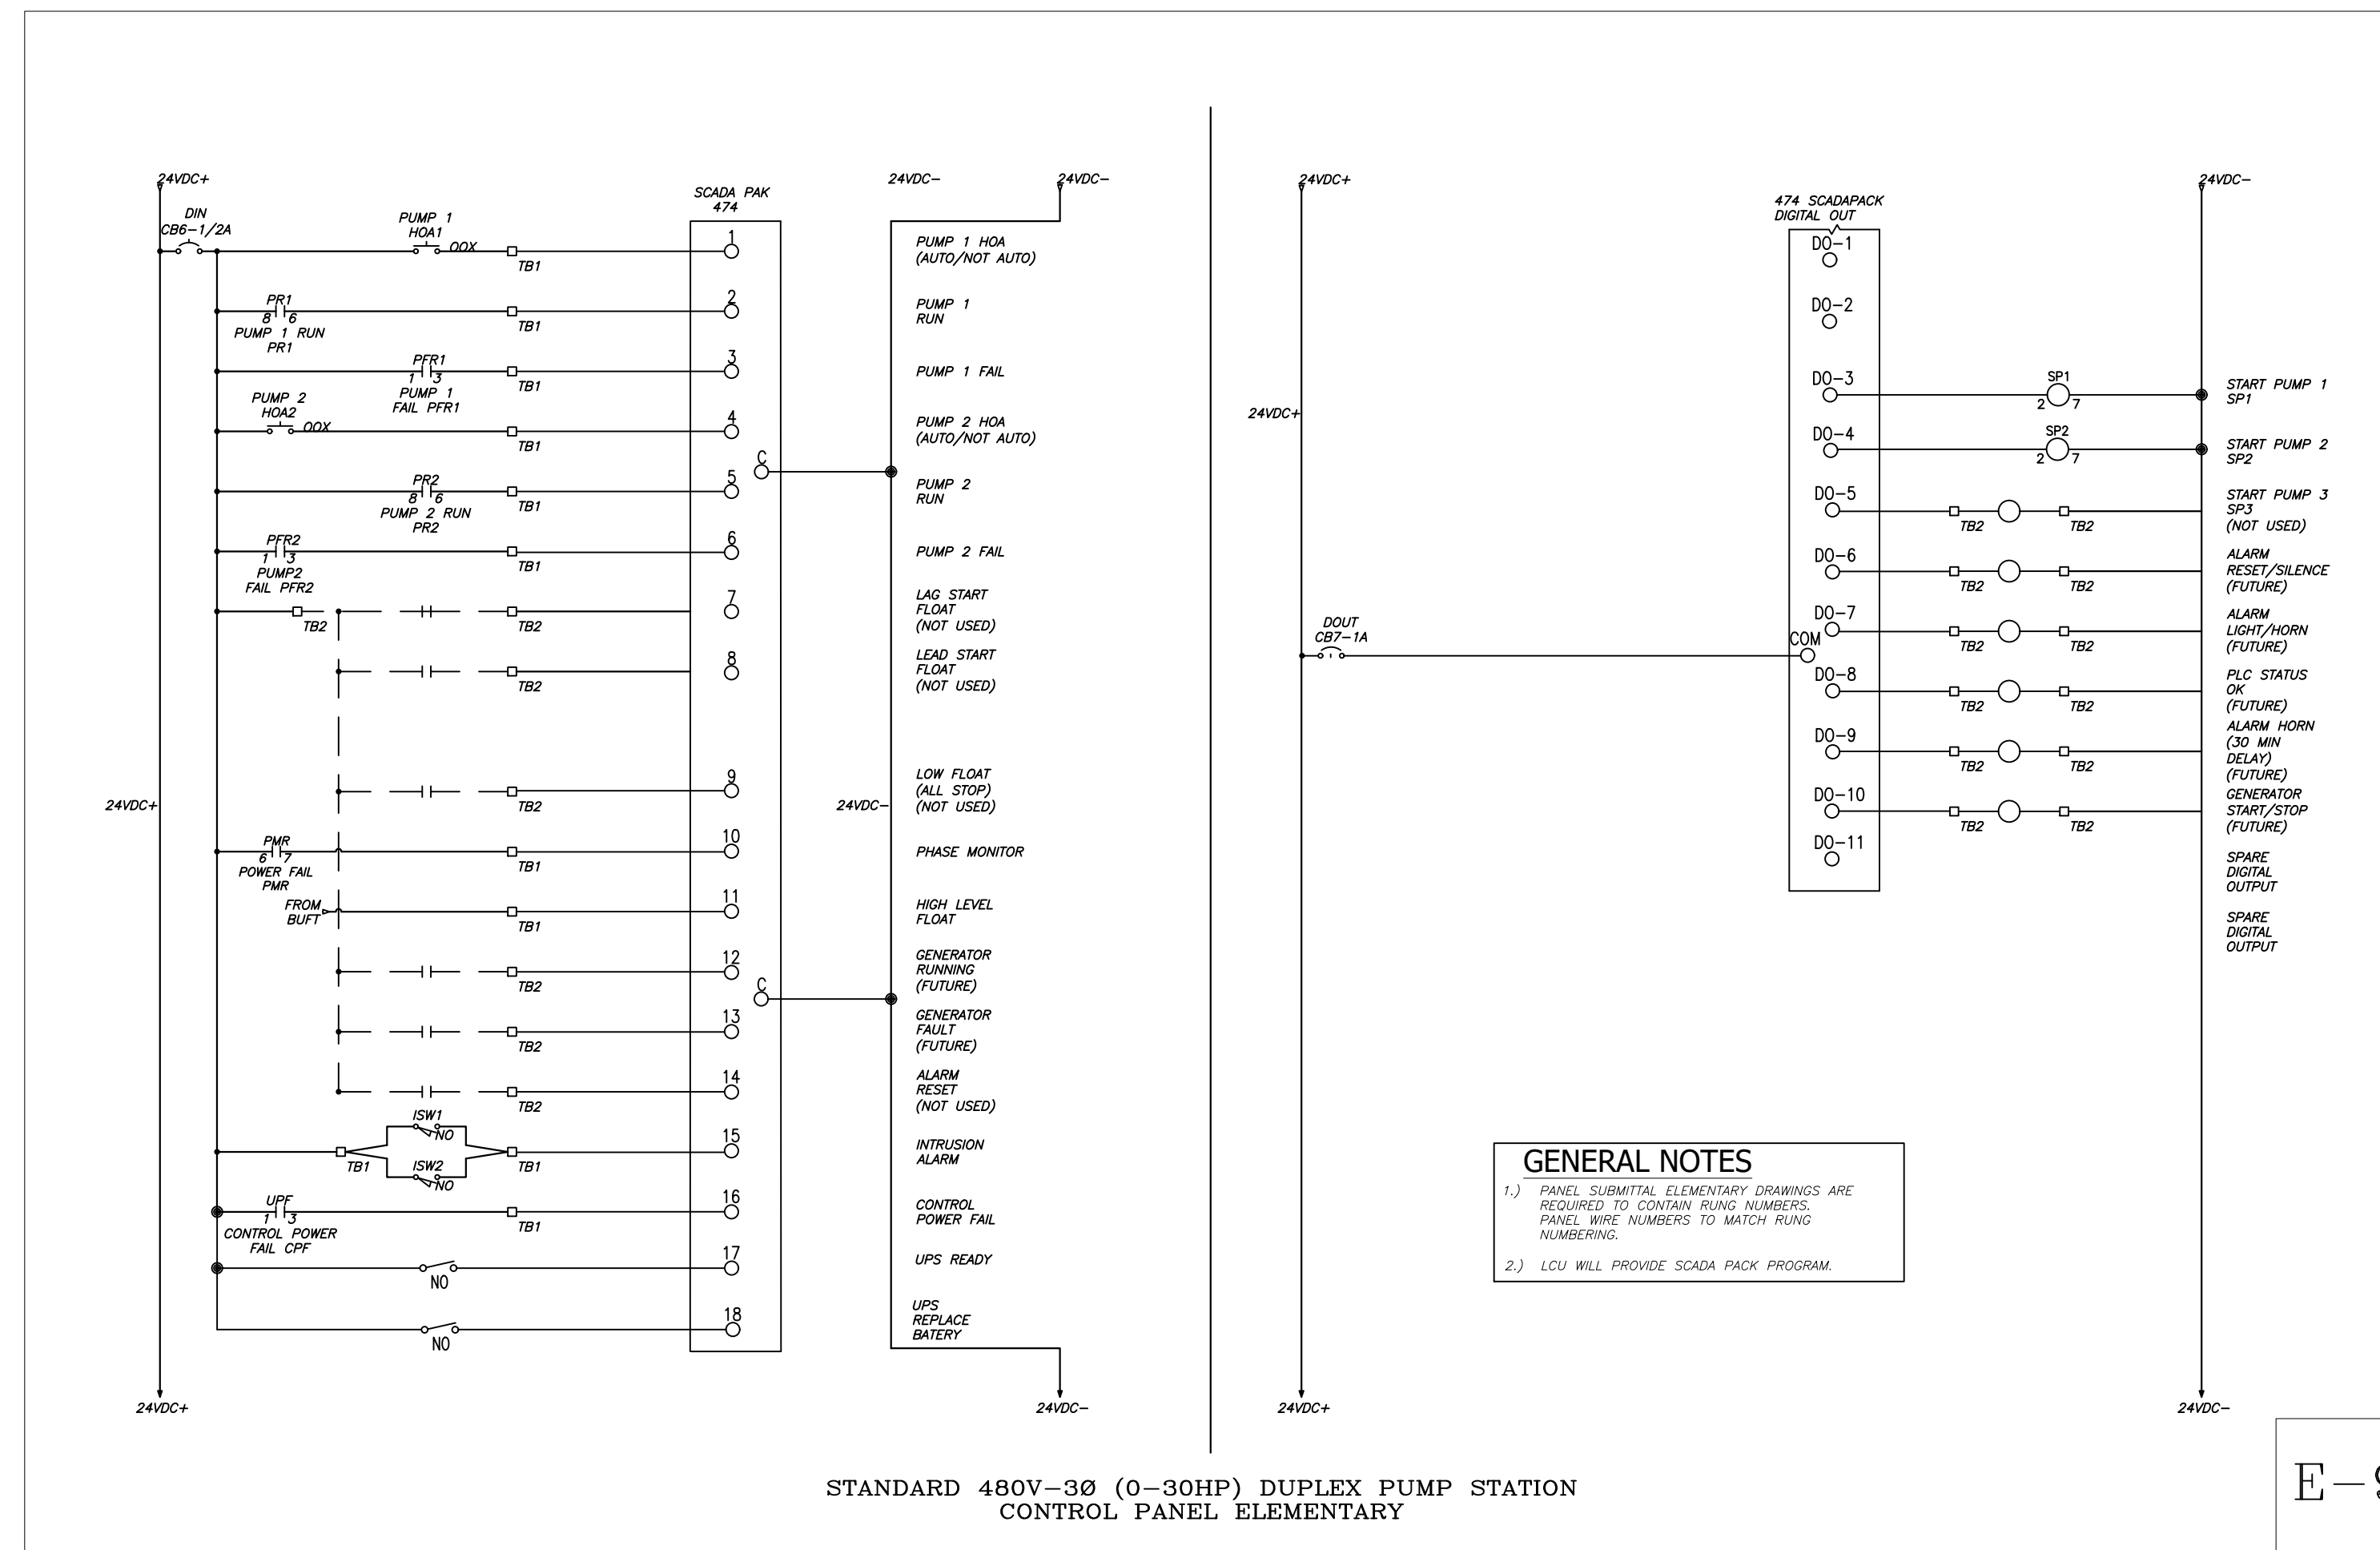 24VDC+
DIN
CB6-1/2A
PUMP 1
HOA1
OOX
TB1
SCADA PAK
474
1
24VDC-
24VDC-
PUMP 1 HOA
(AUTO/NOT AUTO)
PR1
8 6
PUMP 1 RUN
PR1
TB1
2
PUMP 1
RUN
PFR1
1 3
PUMP 1
FAIL PFR1
TB1
3
PUMP 1 FAIL
PUMP 2
HOA2
OOX
TB1
4
PUMP 2 HOA
(AUTO/NOT AUTO)
C
PR2
8 6
PUMP 2 RUN
PR2
TB1
5
PUMP 2
RUN
PFR2
1 3
PUMP2
FAIL PFR2
TB1
6
PUMP 2 FAIL
TB2
TB2
7
LAG START
FLOAT
(NOT USED)
TB2
8
LEAD START
FLOAT
(NOT USED)
24VDC+
TB2
9
24VDC-
LOW FLOAT
(ALL STOP)
(NOT USED)
PMR
6 7
POWER FAIL
PMR
TB1
10
PHASE MONITOR
FROM
BUFT
TB1
11
HIGH LEVEL
FLOAT
TB2
12
GENERATOR
RUNNING
(FUTURE)
C
TB2
13
GENERATOR
FAULT
(FUTURE)
TB2
14
ALARM
RESET
(NOT USED)
ISW1
NO
TB1
ISW2
NO
TB1
15
INTRUSION
ALARM
UPF
1 3
CONTROL POWER
FAIL CPF
TB1
16
CONTROL
POWER FAIL
NO
17
UPS READY
NO
18
UPS
REPLACE
BATERY
24VDC+
24VDC-
24VDC+
24VDC-
474 SCADAPACK
DIGITAL OUT
DO-1
DO-2
DO-3
SP1
2 7
START PUMP 1
SP1
24VDC+
DO-4
SP2
2 7
START PUMP 2
SP2
DO-5
TB2
TB2
START PUMP 3
SP3
(NOT USED)
DO-6
TB2
TB2
ALARM
RESET/SILENCE
(FUTURE)
DOUT
CB7-1A
DO-7
COM
TB2
TB2
ALARM
LIGHT/HORN
(FUTURE)
DO-8
TB2
TB2
PLC STATUS
OK
(FUTURE)
DO-9
TB2
TB2
ALARM HORN
(30 MIN
DELAY)
(FUTURE)
DO-10
TB2
TB2
GENERATOR
START/STOP
(FUTURE)
DO-11
SPARE
DIGITAL
OUTPUT
SPARE
DIGITAL
OUTPUT
GENERAL NOTES
1.) PANEL SUBMITTAL ELEMENTARY DRAWINGS ARE
REQUIRED TO CONTAIN RUNG NUMBERS.
PANEL WIRE NUMBERS TO MATCH RUNG
NUMBERING.
2.) LCU WILL PROVIDE SCADA PACK PROGRAM.
24VDC+
24VDC-
STANDARD 480V-3Ø (0-30HP) DUPLEX PUMP STATION
CONTROL PANEL ELEMENTARY
E-